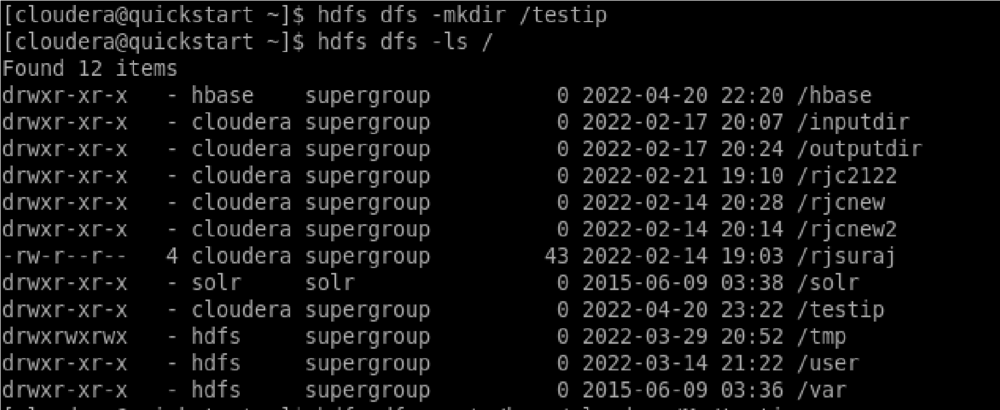 [cloudera@quickstart ~]$ hdfs dfs -mkdir /testip
[cloudera@quickstart ~]$ hdfs dfs -ls /
Found 12 items
drwxr-xr-x   - hbase    supergroup          0 2022-04-20 22:20 /hbase
drwxr-xr-x   - cloudera supergroup          0 2022-02-17 20:07 /inputdir
drwxr-xr-x   - cloudera supergroup          0 2022-02-17 20:24 /outputdir
drwxr-xr-x   - cloudera supergroup          0 2022-02-21 19:10 /rjc2122
drwxr-xr-x   - cloudera supergroup          0 2022-02-14 20:28 /rjcnew
drwxr-xr-x   - cloudera supergroup          0 2022-02-14 20:14 /rjcnew2
-rw-r--r--   4 cloudera supergroup         43 2022-02-14 19:03 /rjsuraj
drwxr-xr-x   - solr     solr                0 2015-06-09 03:38 /solr
drwxr-xr-x   - cloudera supergroup          0 2022-04-20 23:22 /testip
drwxrwxrwx   - hdfs     supergroup          0 2022-03-29 20:52 /tmp
drwxr-xr-x   - hdfs     supergroup          0 2022-03-14 21:22 /user
drwxr-xr-x   - hdfs     supergroup          0 2015-06-09 03:36 /var